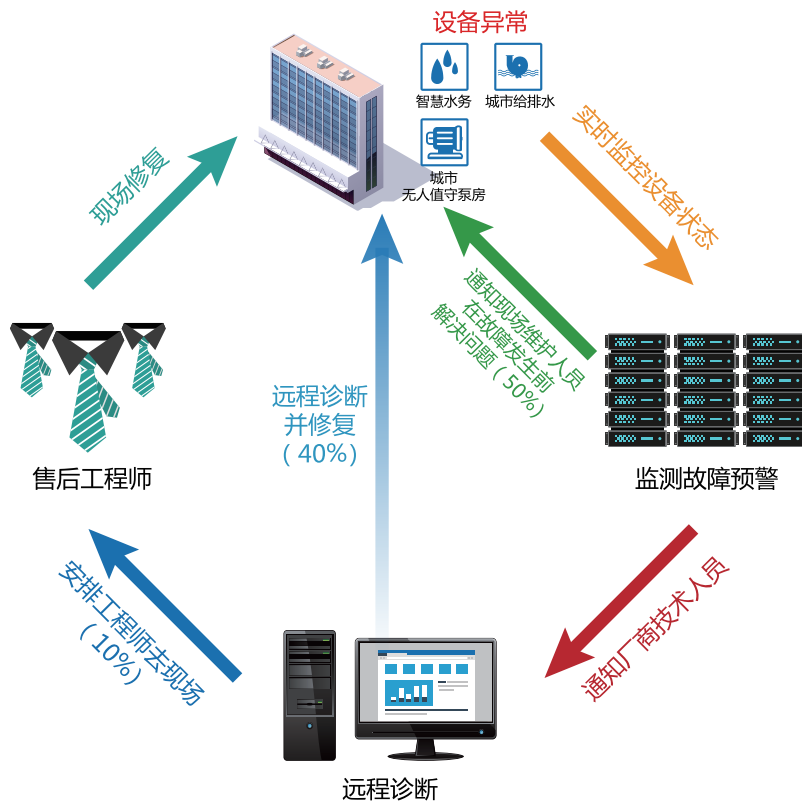 设备异常
智慧水务
城市给排水
城市
无人值守泵房
现场修复
实时监控设备状态
通知现场维护人员
在故障发生前
解决问题(50%)
远程诊断
并修复
(40%)
售后工程师
监测故障预警
安排工程师去现场
(10%)
通知厂商技术人员
远程诊断